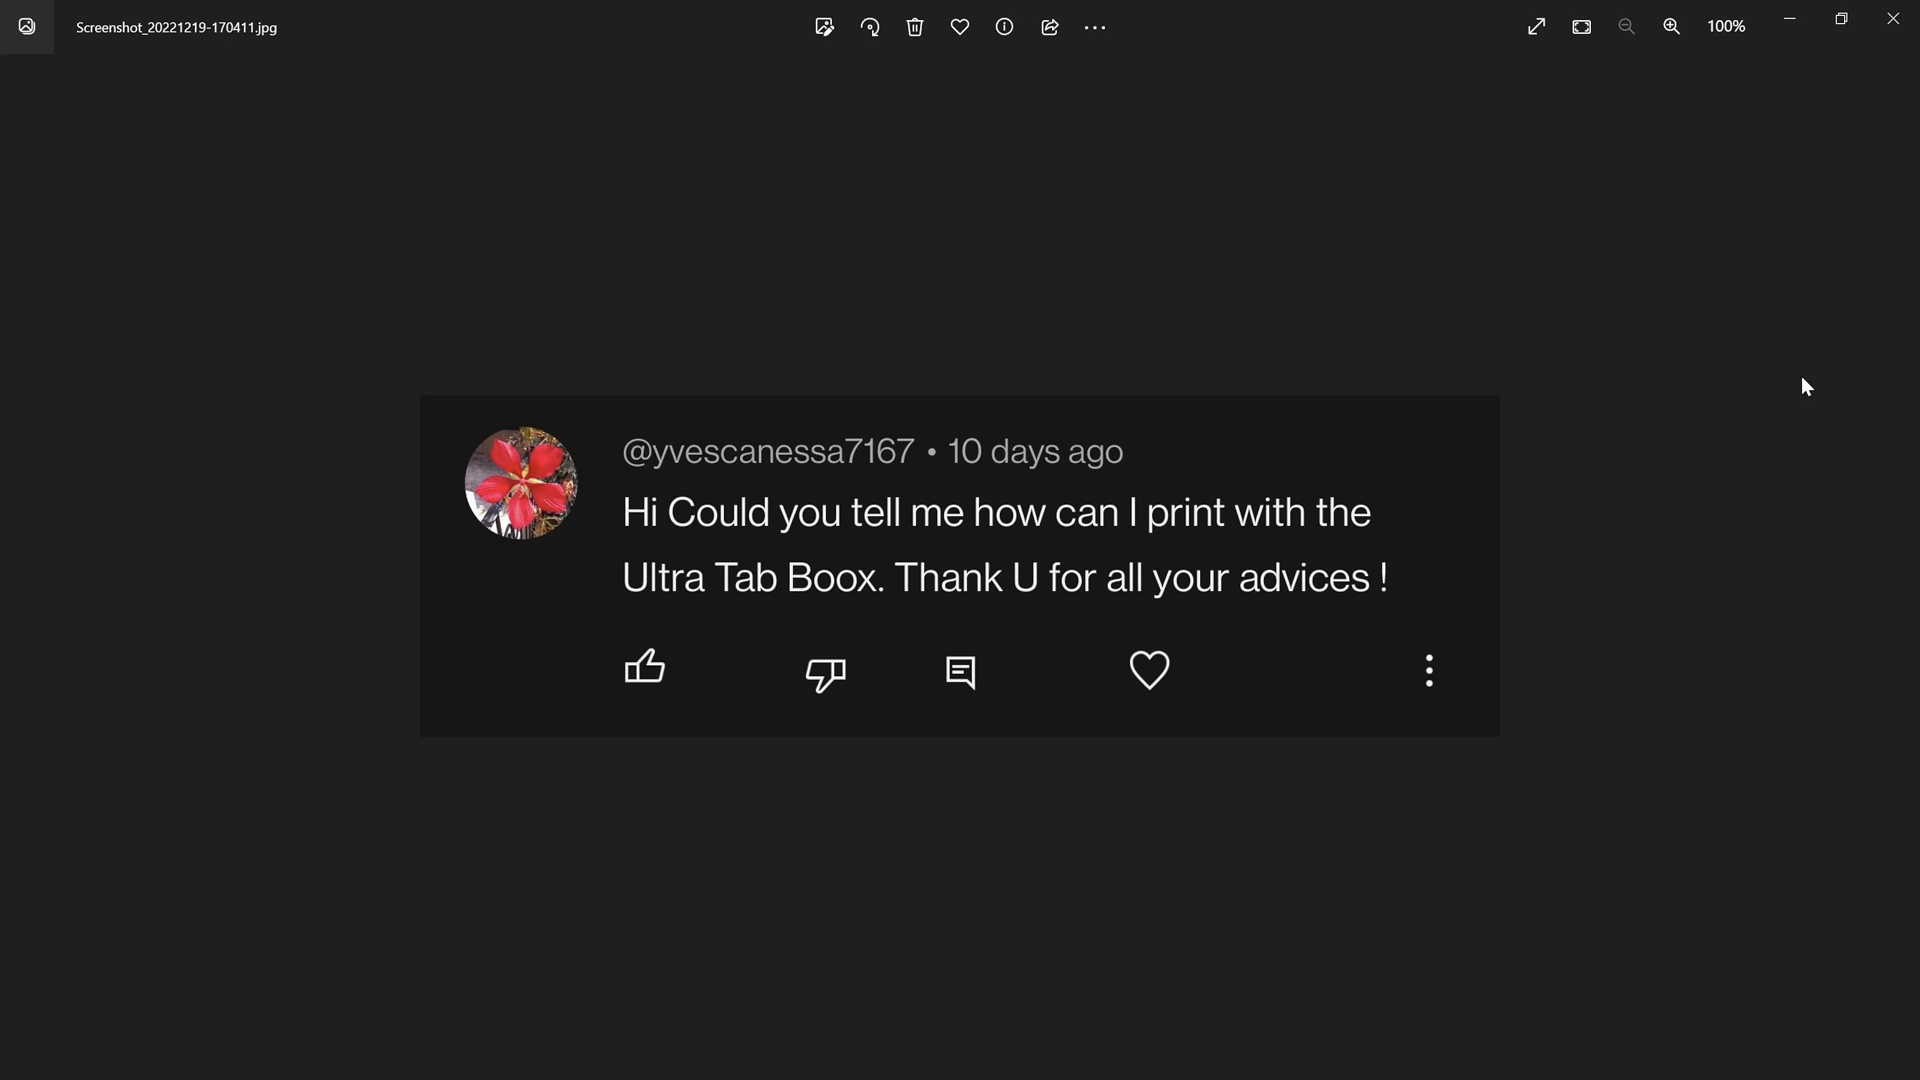 Screenshot_20221219-170411.jpg
100%
@yvescanessa7167 • 10 days ago
Hi Could you tell me how can I print with the
Ultra Tab Boox. Thank U for all your advices !